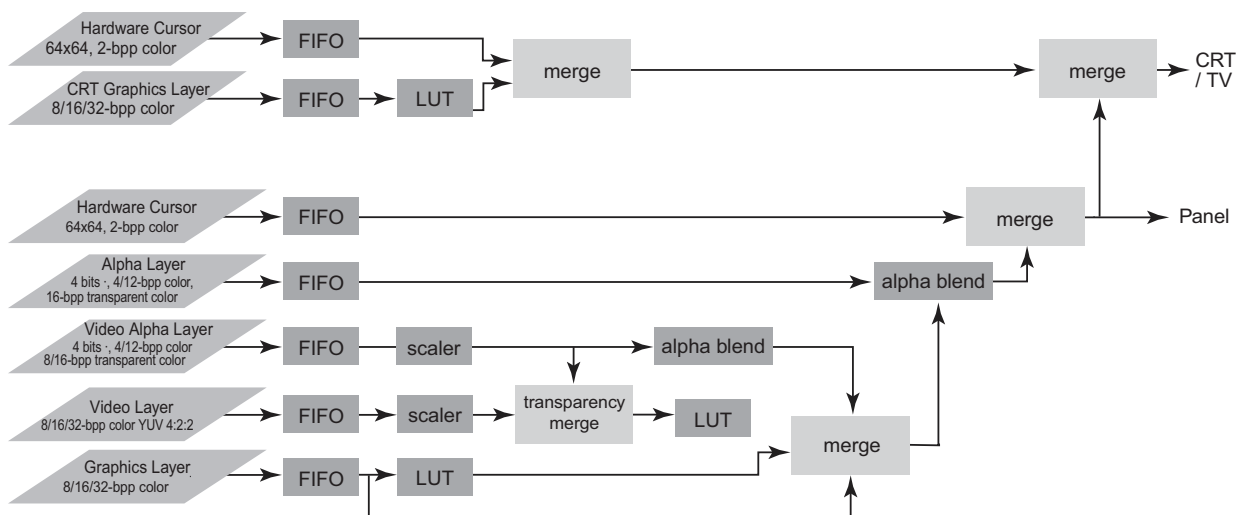 Hardware Cursor
64x64, 2-bpp color
FIFO
merge
merge
CRT
/ TV
CRT Graphics Layer
8/16/32-bpp color
FIFO
LUT
Hardware Cursor
64x64, 2-bpp color
FIFO
merge
Panel
Alpha Layer
4 bits ·, 4/12-bpp color,
16-bpp transparent color
FIFO
alpha blend
Video Alpha Layer
4 bits ·, 4/12-bpp color
8/16-bpp transparent color
FIFO
scaler
alpha blend
Video Layer
8/16/32-bpp color YUV 4:2:2
FIFO
scaler
transparency
merge
LUT
merge
Graphics Layer
8/16/32-bpp color
FIFO
LUT